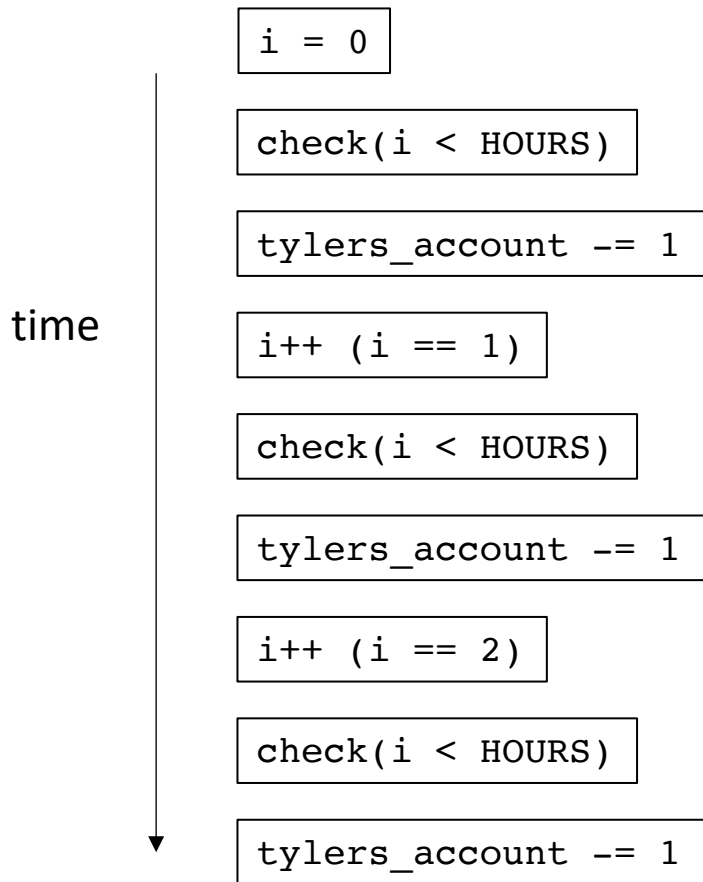 i = 0
check(i < HOURS)
tylers_account -= 1
time
i++ (i == 1)
check(i < HOURS)
tylers_account -= 1
i++ (i == 2)
check(i < HOURS)
tylers_account -= 1